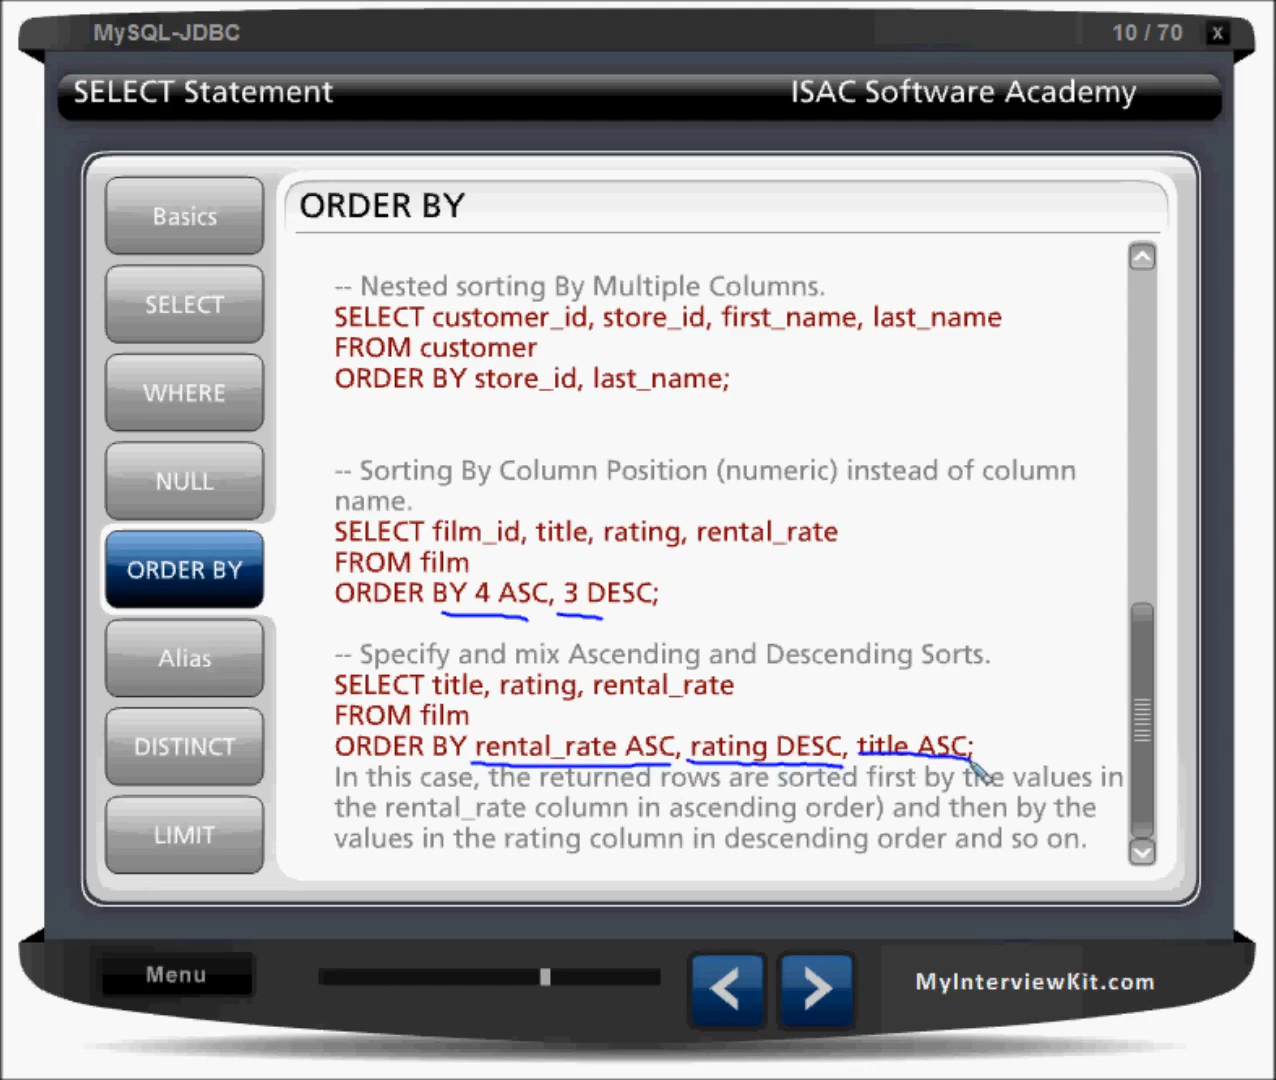 MySQL-JDBC
10 / 70
X
SELECT Statement
ISAC Software Academy
Basics
SELECT
WHERE
NULL
ORDER BY
Alias
DISTINCT
LIMIT
ORDER BY
-- Nested sorting By Multiple Columns.
SELECT customer_id, store_id, first_name, last_name
FROM customer
ORDER BY store_id, last_name;
-- Sorting By Column Position (numeric) instead of column
name.
SELECT film_id, title, rating, rental_rate
FROM film
ORDER BY 4 ASC, 3 DESC;
-- Specify and mix Ascending and Descending Sorts.
SELECT title, rating, rental_rate
FROM film
ORDER BY rental_rate ASC, rating DESC, title ASC;
In this case, the returned rows are sorted first by the values in
the rental_rate column in ascending order) and then by the
values in the rating column in descending order and so on.
Menu
MyInterviewKit.com